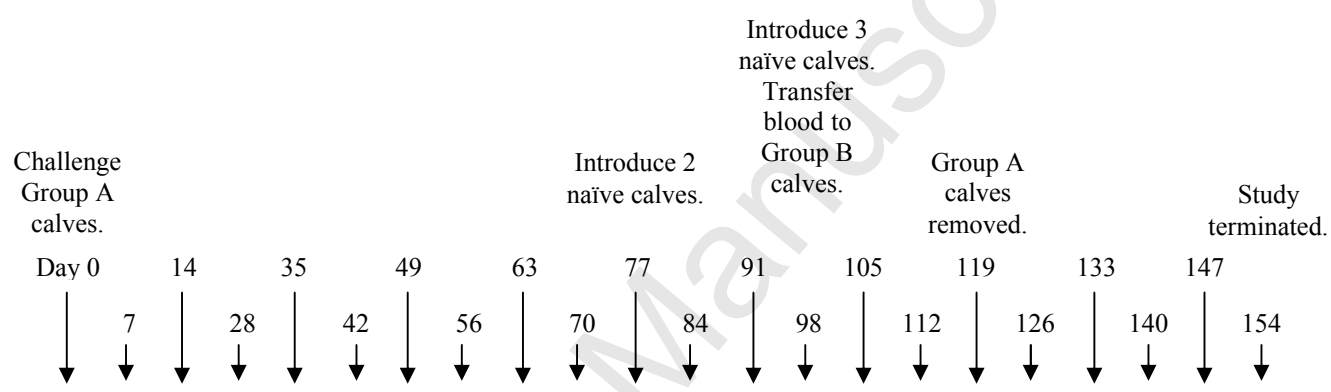 Introduce 3
naïve calves.
Transfer
blood to
Group B
calves.
Challenge
Group A
calves.
Introduce 2
naïve calves.
Group A
calves
removed.
Study
terminated.
Day 0 14 35 49 63 77 91 105 119 133 147
7 28 42 56 70 84 98 112 126 140 154
Manusc